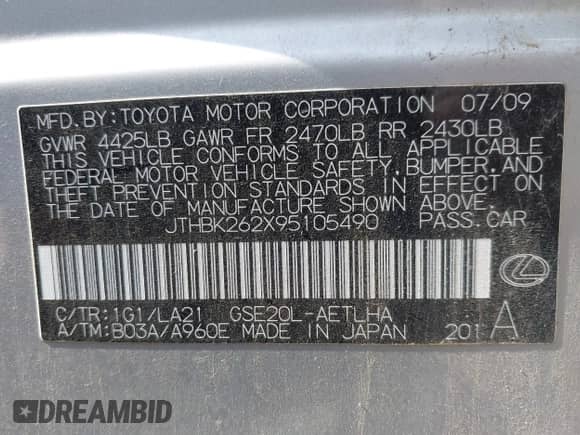 MFD.BY:TOYOTA MOTOR CORPORATION 07/09
GVWR 4425LB GAWR FR 2470LB RR 2430LB
THIS VEHICLE CONFORMS TO ALL APPLICABLE
FEDERAL MOTOR VEHICLE SAFETY,BUMPER,AND
THEFT PREVENTION STANDARDS IN EFFECT ON
THE DATE OF MANUFACTURE SHOWN ABOVE.
JTHBK262X95105490 PASS.CAR
C/TR:1G1/LA21 GSE20L-AETLHA
A/TM:B03A/A960E MADE IN JAPAN 201 A
DREAMBID